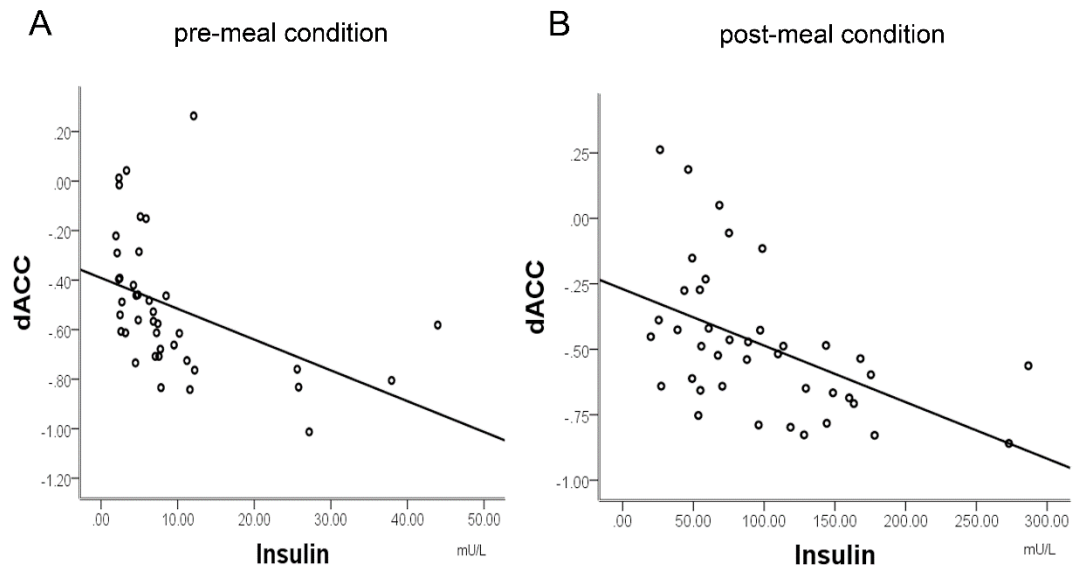 A
pre-meal condition
dACC
.20
.00
-.20
-.40
-.60
-.80
-1.00
-1.20
.00 10.00 20.00 30.00 40.00 50.00
Insulin mU/L
B
post-meal condition
dACC
.25
.00
-.25
-.50
-.75
-1.00
.00 50.00 100.00 150.00 200.00 250.00 300.00
Insulin mU/L